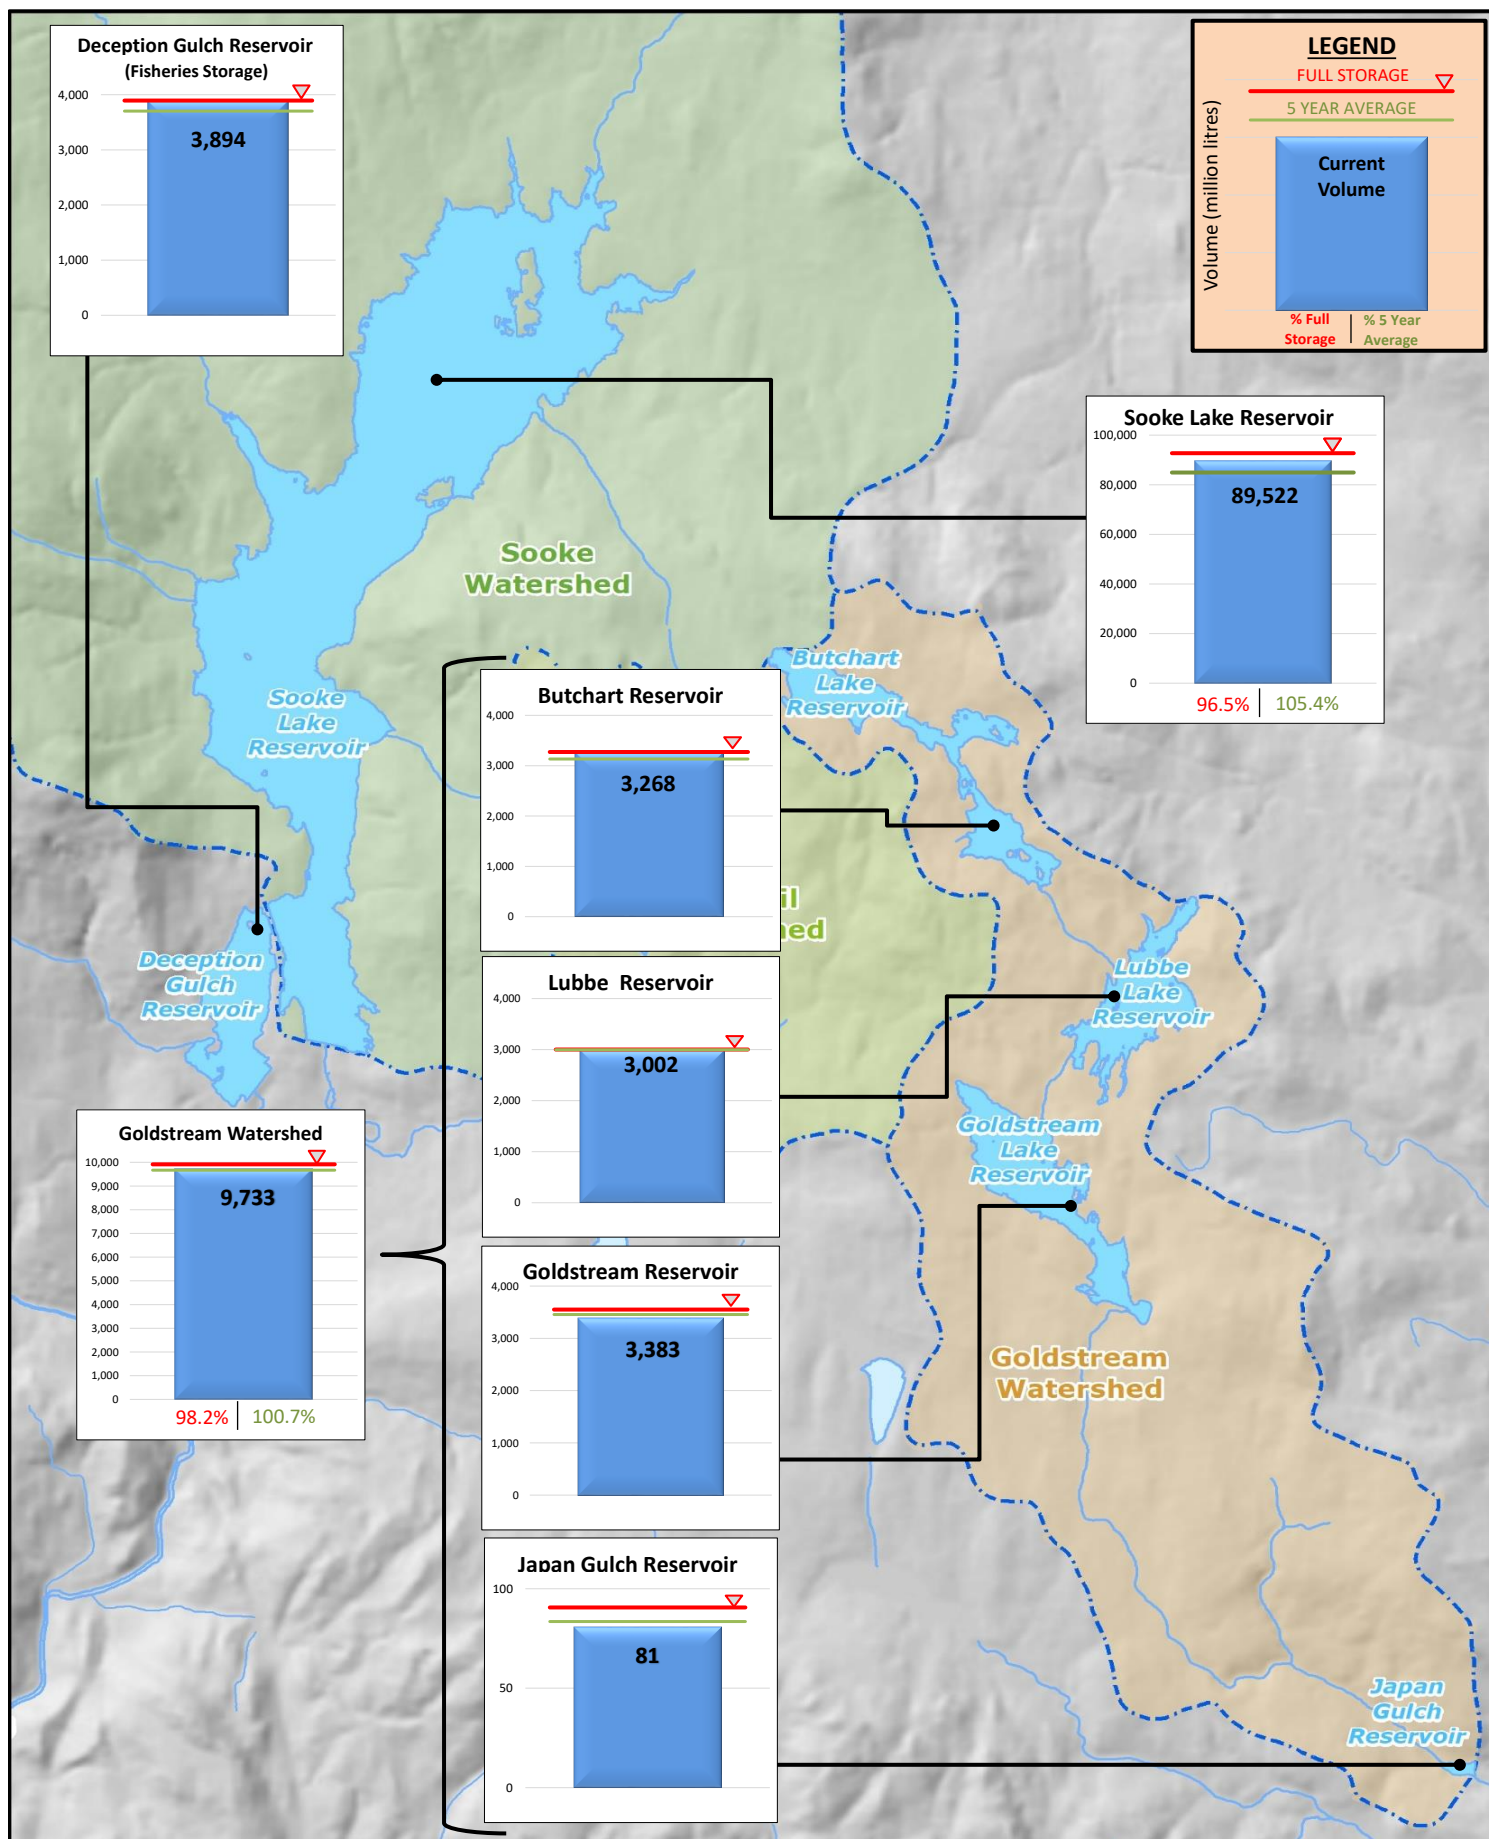 Deception Gulch Reservoir
(Fisheries Storage)
4,000
3,000
2,000
1,000
0
3,894
LEGEND
FULL STORAGE
5 YEAR AVERAGE
Volume (million litres)
Current
Volume
% Full
Storage
% 5 Year
Average
Sooke Lake Reservoir
100,000
80,000
60,000
40,000
20,000
0
89,522
96.5%
105.4%
Sooke
Watershed
Sooke
Lake
Reservoir
Butchart
Lake
Reservoir
Butchart Reservoir
4,000
3,000
2,000
1,000
0
3,268
il
ed
Deception
Gulch
Reservoir
Lubbe
Lake
Reservoir
Lubbe Reservoir
4,000
3,000
2,000
1,000
0
3,002
Goldstream
Lake
Reservoir
Goldstream Watershed
10,000
9,000
8,000
7,000
6,000
5,000
4,000
3,000
2,000
1,000
0
9,733
98.2%
100.7%
Goldstream Reservoir
4,000
3,000
2,000
1,000
0
3,383
Goldstream
Watershed
Japan Gulch Reservoir
100
50
0
81
Japan
Gulch
Reservoir